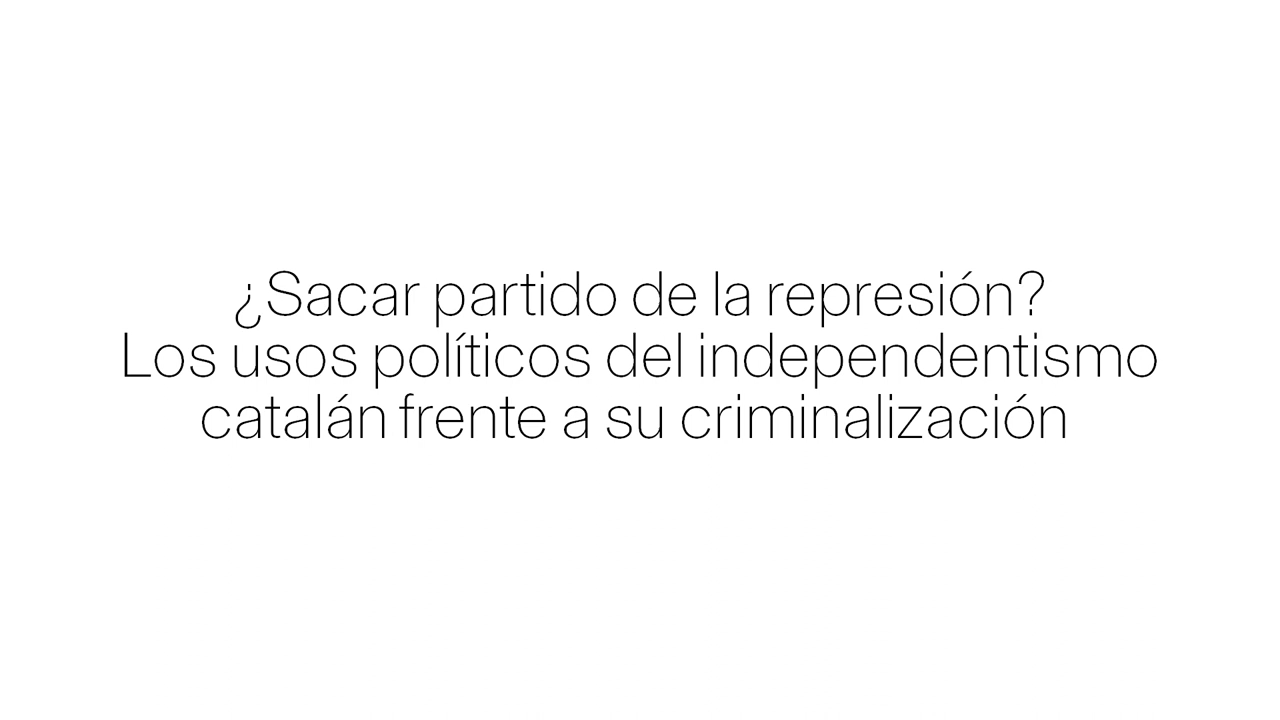 ¿Sacar partido de la represión?
Los usos políticos del independentismo
catalán frente a su criminalización